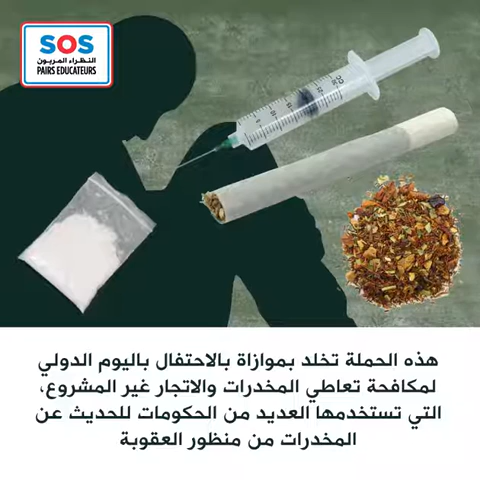 SOS
النظراء المربون
PAIRS EDUCATEURS
هذه الحملة تخلد بموازاة بالاحتفال باليوم الدولي
لمكافحة تعاطي المخدرات والاتجار غير المشروع،
التي تستخدمها العديد من الحكومات للحديث عن
المخدرات من منظور العقوبة